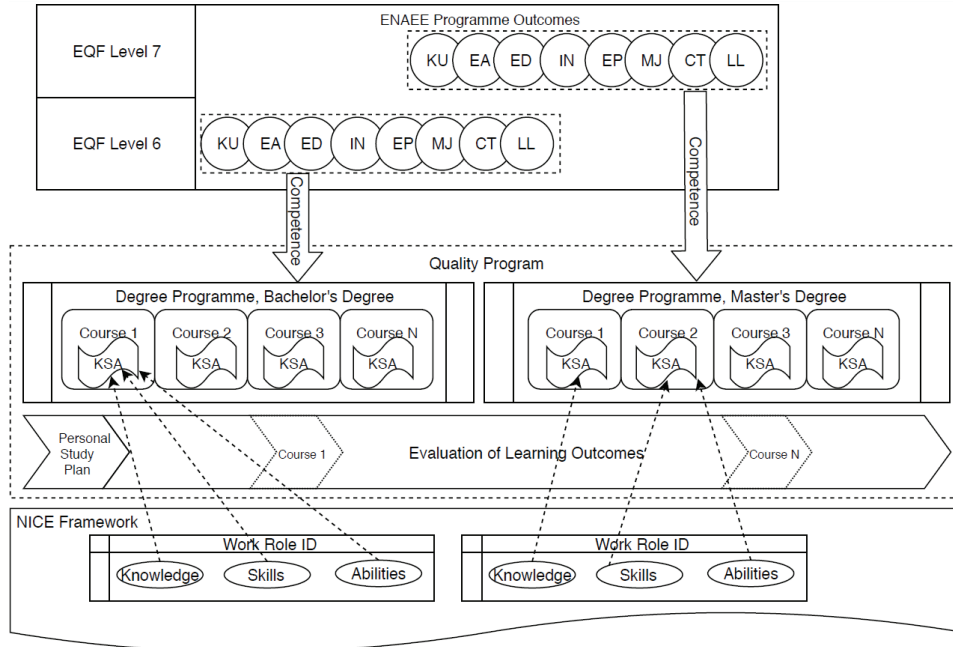 ENAEE Programme Outcomes
EQF Level 7
KU EA ED IN EP MJ CT LL
EQF Level 6
KU EA ED IN EP MJ CT LL
Competence
Competence
Quality Program
Degree Programme, Bachelor's Degree
Course 1 Course 2 Course 3 Course N
KSA KSA KSA KSA
Degree Programme, Master's Degree
Course 1 Course 2 Course 3 Course N
KSA KSA KSA KSA
Personal
Study
Plan
Course 1
Evaluation of Learning Outcomes
Course N
NICE Framework
Work Role ID
Knowledge Skills Abilities
Work Role ID
Knowledge Skills Abilities